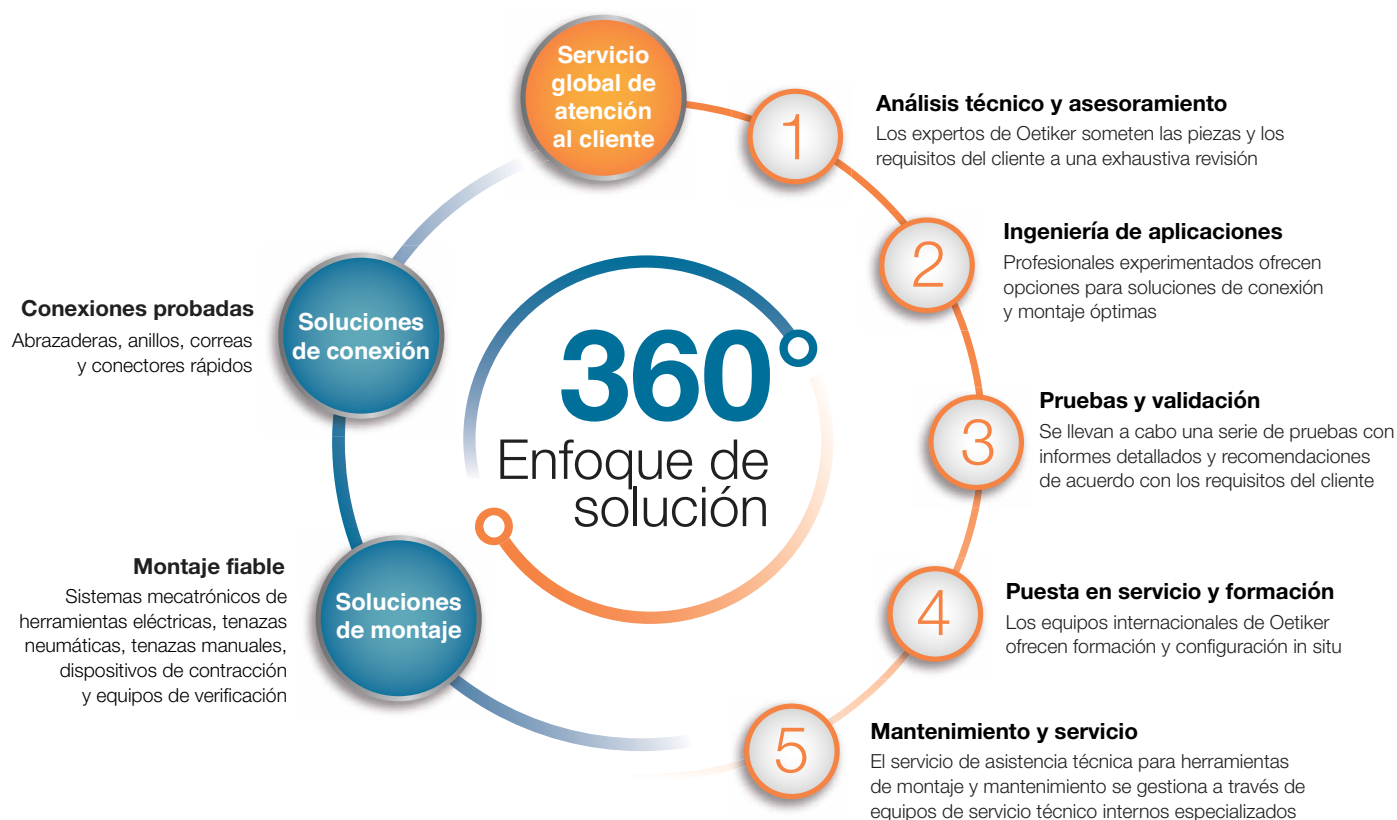 Servicio
global de
atención
al cliente
1
Análisis técnico y asesoramiento
Los expertos de Oetiker someten las piezas y los
requisitos del cliente a una exhaustiva revisión
2
Ingeniería de aplicaciones
Profesionales experimentados ofrecen
opciones para soluciones de conexión
y montaje óptimas
3
Pruebas y validación
Se llevan a cabo una serie de pruebas con
informes detallados y recomendaciones
de acuerdo con los requisitos del cliente
4
Puesta en servicio y formación
Los equipos internacionales de Oetiker
ofrecen formación y configuración in situ
5
Mantenimiento y servicio
El servicio de asistencia técnica para herramientas
de montaje y mantenimiento se gestiona a través de
equipos de servicio técnico internos especializados
Soluciones
de conexión
Conexiones probadas
Abrazaderas, anillos, correas
y conectores rápidos
Soluciones
de montaje
Montaje fiable
Sistemas mecatrónicos de
herramientas eléctricas, tenazas
neumáticas, tenazas manuales,
dispositivos de contracción
y equipos de verificación
360°
Enfoque de
solución